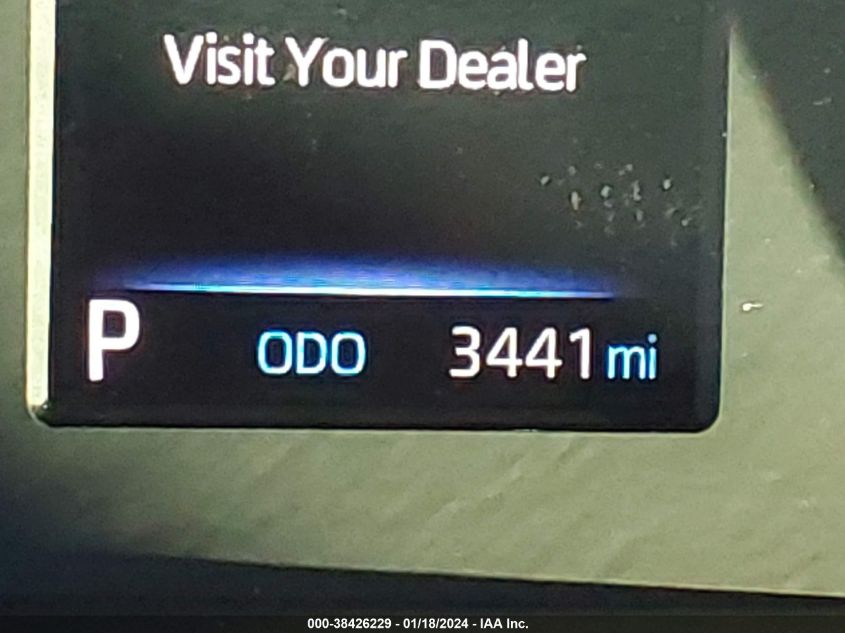 Visit Your Dealer
P ODO 3441 mi
000-38426229 - 01/18/2024 - IAA Inc.